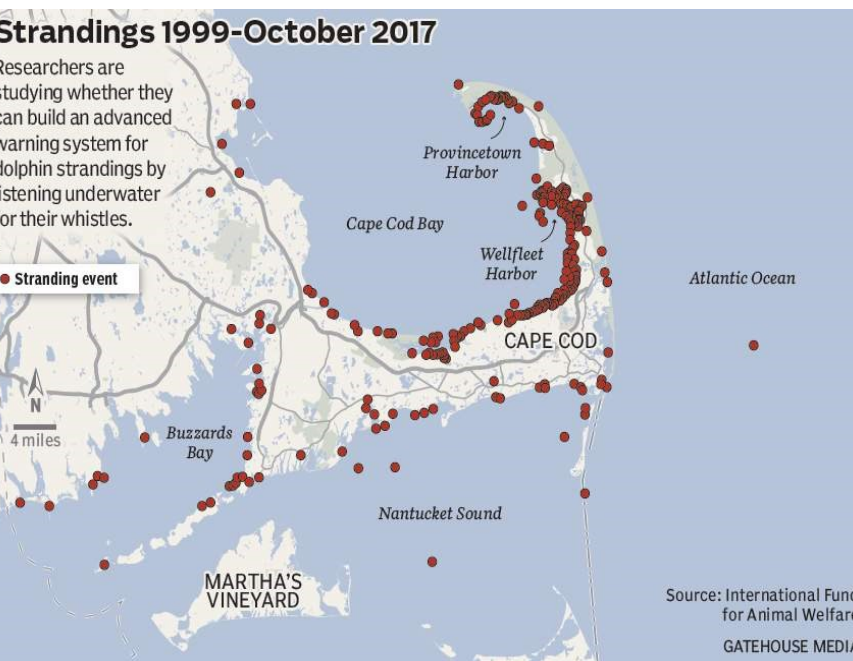 Strandings 1999-October 2017
Researchers are
studying whether they
can build an advanced
warning system for
dolphin strandings by
listening underwater
for their whistles.
Stranding event
Provincetown
Harbor
Cape Cod Bay
Wellfleet
Harbor
Atlantic Ocean
CAPE COD
N
4 miles
Buzzards
Bay
Nantucket Sound
MARTHA'S
VINEYARD
Source: International Fund
for Animal Welfare
GATEHOUSE MEDIA